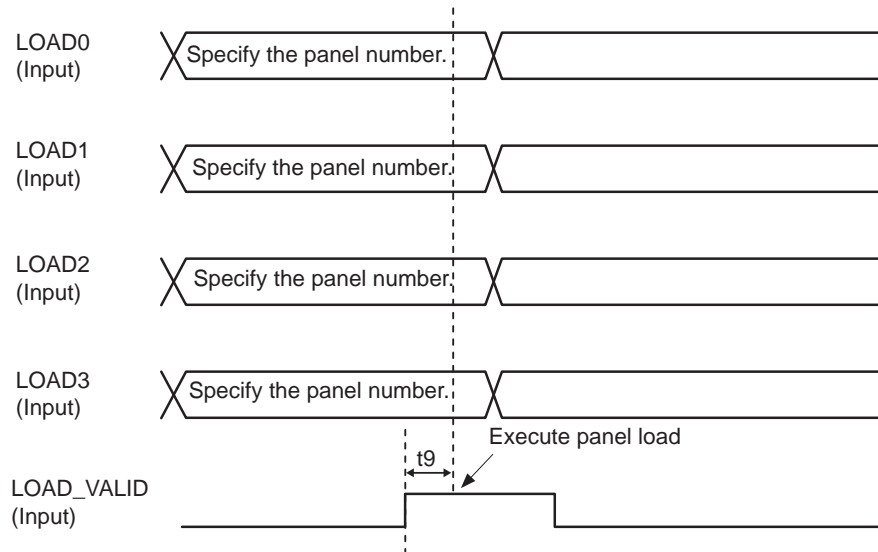 LOAD0
(Input)
Specify the panel number.
LOAD1
(Input)
Specify the panel number.
LOAD2
(Input)
Specify the panel number.
LOAD3
(Input)
Specify the panel number.
Execute panel load
t9
LOAD_VALID
(Input)